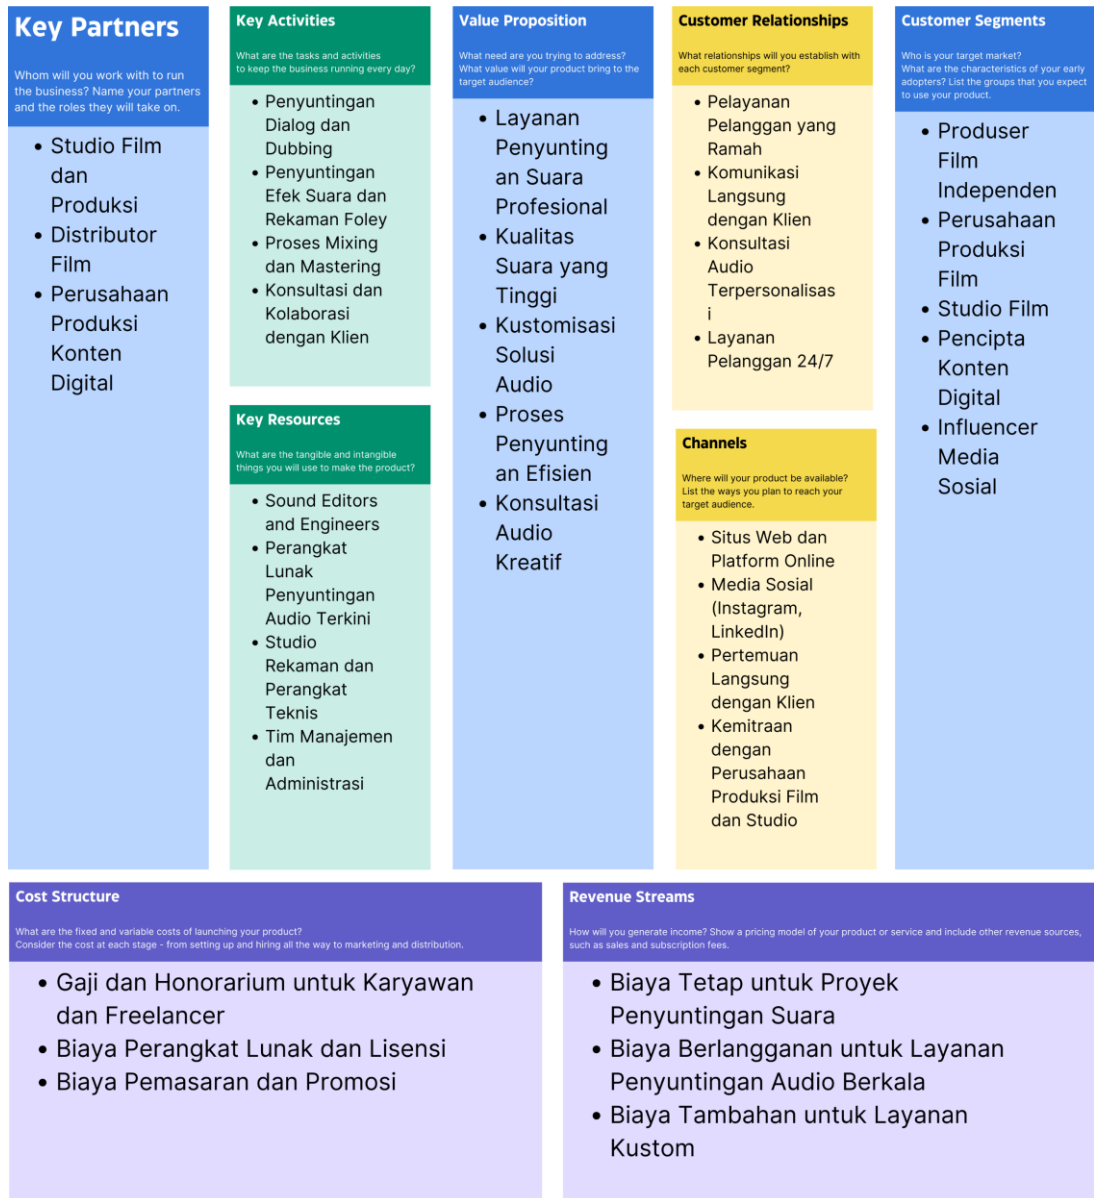 Key Partners
Whom will you work with to run
the business? Name your partners
and the roles they will take on.
• Studio Film
dan
Produksi
• Distributor
Film
• Perusahaan
Produksi
Konten
Digital
Key Activities
What are the tasks and activities
to keep the business running every day?
• Penyuntingan
Dialog dan
Dubbing
• Penyuntingan
Efek Suara dan
Rekaman Foley
• Proses Mixing
dan Mastering
• Konsultasi dan
Kolaborasi
dengan Klien
Key Resources
What are the tangible and intangible
things you will use to make the product?
• Sound Editors
and Engineers
• Perangkat
Lunak
Penyuntingan
Audio Terkini
• Studio
Rekaman dan
Perangkat
Teknis
• Tim Manajemen
dan
Administrasi
Value Proposition
What need are you trying to address?
What value will your product bring to the
target audience?
• Layanan
Penyunting
an Suara
Profesional
• Kualitas
Suara yang
Tinggi
• Kustomisasi
Solusi
Audio
• Proses
Penyunting
an Efisien
• Konsultasi
Audio
Kreatif
Customer Relationships
What relationships will you establish with
each customer segment?
• Pelayanan
Pelanggan yang
Ramah
• Komunikasi
Langsung
dengan Klien
• Konsultasi
Audio
Terpersonalisas
i
• Layanan
Pelanggan 24/7
Channels
Where will your product be available?
List the ways you plan to reach your
target audience.
• Situs Web dan
Platform Online
• Media Sosial
(Instagram,
LinkedIn)
• Pertemuan
Langsung
dengan Klien
• Kemitraan
dengan
Perusahaan
Produksi Film
dan Studio
Customer Segments
Who is your target market?
What are the characteristics of your early
adopters? List the groups that you expect
to use your product.
• Produser
Film
Independen
• Perusahaan
Produksi
Film
• Studio Film
• Pencipta
Konten
Digital
• Influencer
Media
Sosial
Cost Structure
What are the fixed and variable costs of launching your product?
Consider the cost at each stage - from setting up and hiring all the way to marketing and distribution.
• Gaji dan Honorarium untuk Karyawan
dan Freelancer
• Biaya Perangkat Lunak dan Lisensi
• Biaya Pemasaran dan Promosi
Revenue Streams
How will you generate income? Show a pricing model of your product or service and include other revenue sources,
such as sales and subscription fees.
• Biaya Tetap untuk Proyek
Penyuntingan Suara
• Biaya Berlangganan untuk Layanan
Penyuntingan Audio Berkala
• Biaya Tambahan untuk Layanan
Kustom